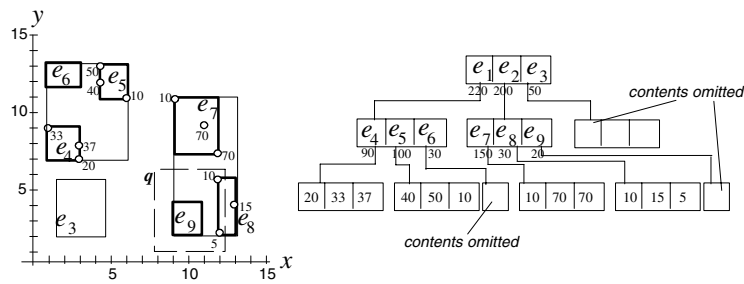 y
15
10
5
5
10
15
x
e6
50
e5
40
10
33
e4
37
20
e3
10
e7
70
70
q
10
15
e8
e9
5
e1 e2 e3
220 200 50
contents omitted
e4 e5 e6
90 100 30
e7 e8 e9
150 30 20
20 33 37
40 50 10
10 70 70
10 15 5
contents omitted